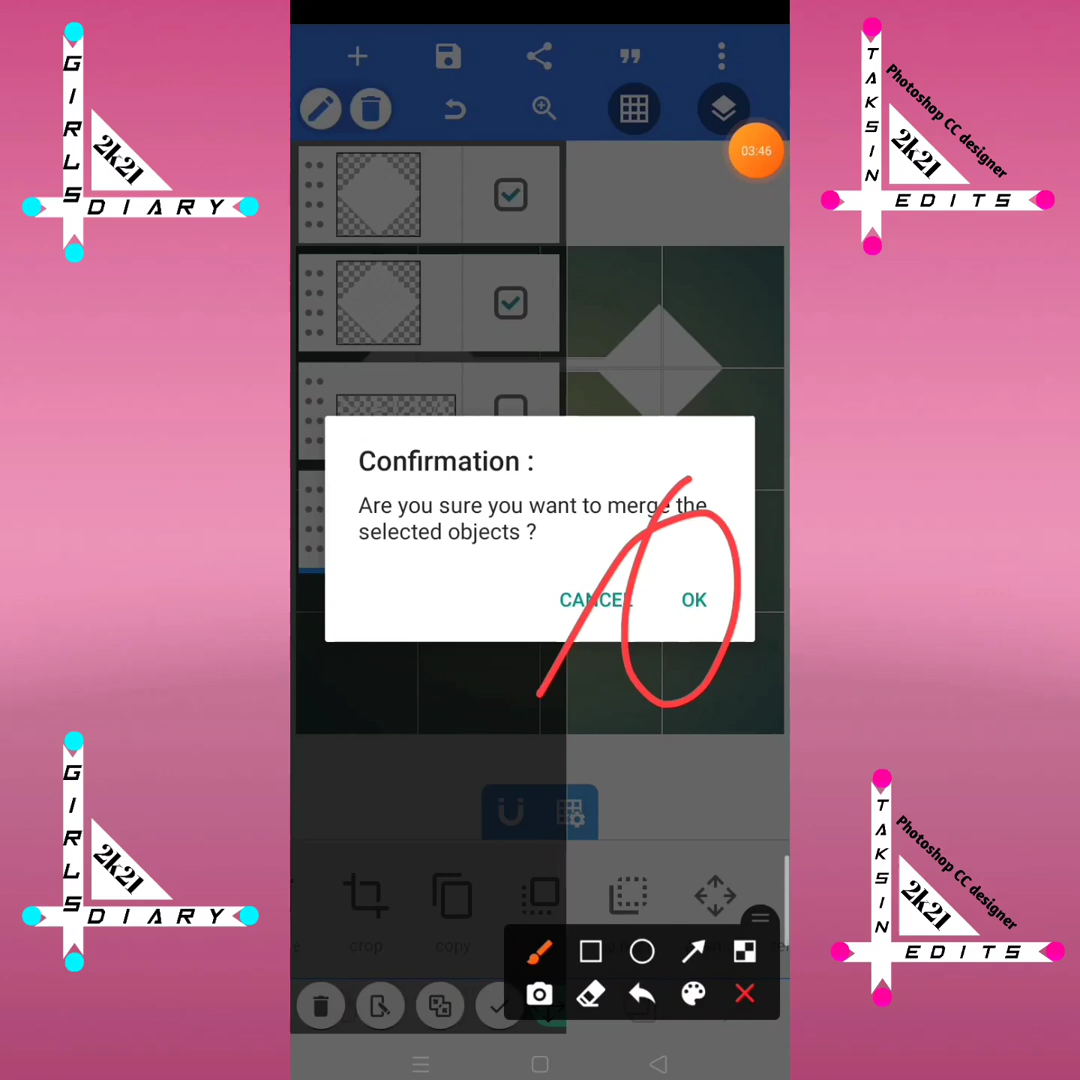 GIRLS
2k21
DIARY
TAKSIN
Photoshop CC designer
2k21
EDITS
03:46
Confirmation :
Are you sure you want to merge the
selected objects ?
CANCEL
OK
GIRLS
2k21
DIARY
TAKSIN
Photoshop CC designer
2k21
EDITS
crop
copy